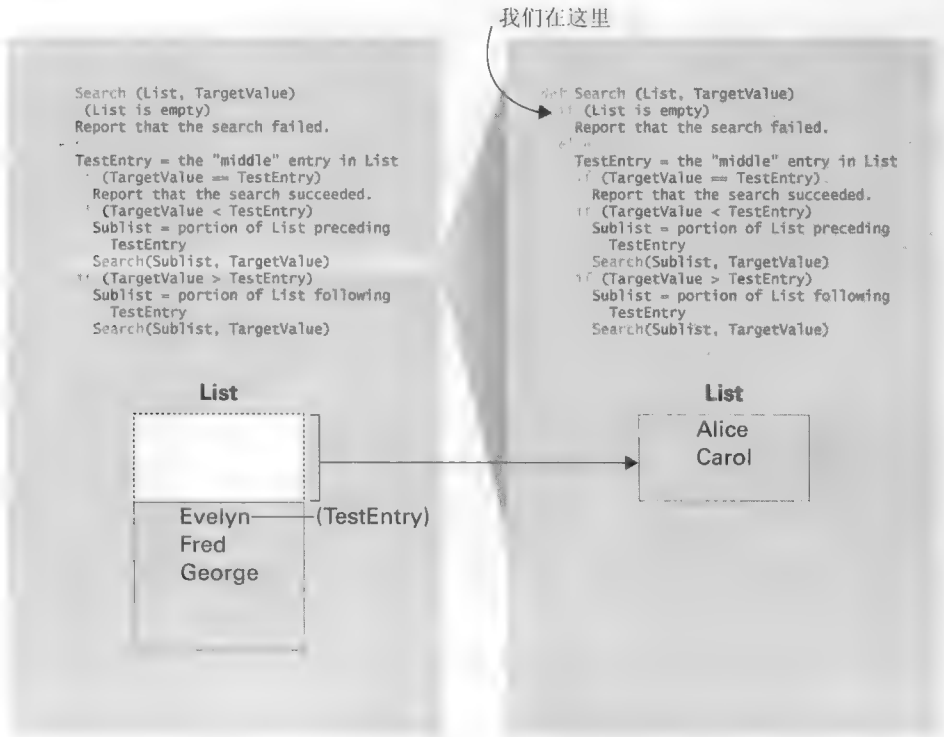 我们在这里
Search (List, TargetValue)
(List is empty)
Report that the search failed.
TestEntry = the "middle" entry in List
(TargetValue == TestEntry)
Report that the search succeeded.
(TargetValue < TestEntry)
Sublist = portion of List preceding
TestEntry
Search(Sublist, TargetValue)
(TargetValue > TestEntry)
Sublist = portion of List following
TestEntry
Search(Sublist, TargetValue)
List
Evelyn (TestEntry)
Fred
George
def Search (List, TargetValue)
if (List is empty)
Report that the search failed.
TestEntry = the "middle" entry in List
if (TargetValue == TestEntry).
Report that the search succeeded.
if (TargetValue < TestEntry)
Sublist = portion of List preceding
TestEntry
Search(Sublist, TargetValue)
if (TargetValue > TestEntry)
Sublist = portion of List following
TestEntry
Search(Sublist, TargetValue)
List
Alice
Carol